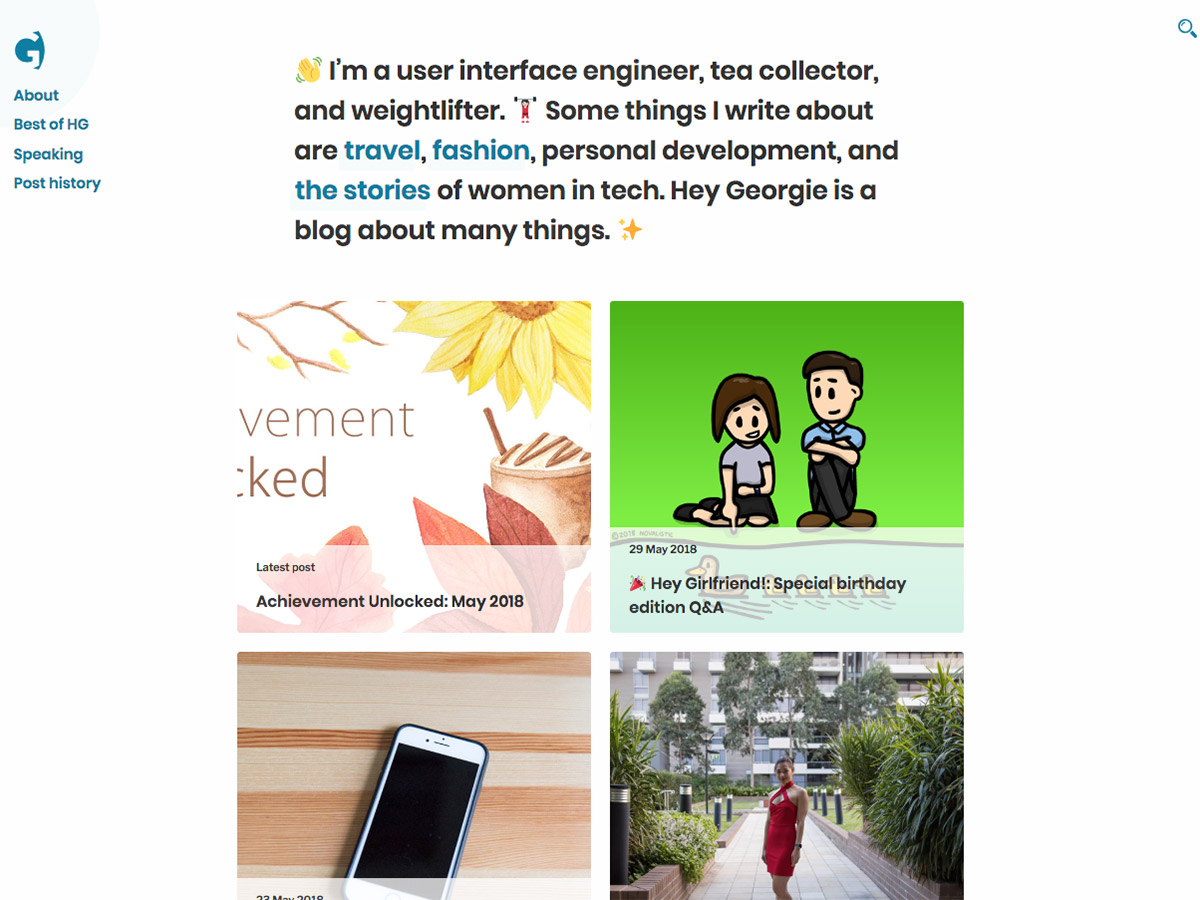 About
Best of HG
Speaking
Post history
👋 I’m a user interface engineer, tea collector,
and weightlifter. 🏋 Some things I write about
are travel, fashion, personal development, and
the stories of women in tech. Hey Georgie is a
blog about many things. ✨
vement
cked
Latest post
Achievement Unlocked: May 2018
©2018 NOVALISTIC
29 May 2018
🎉 Hey Girlfriend!: Special birthday
edition Q&A
23 May 2018